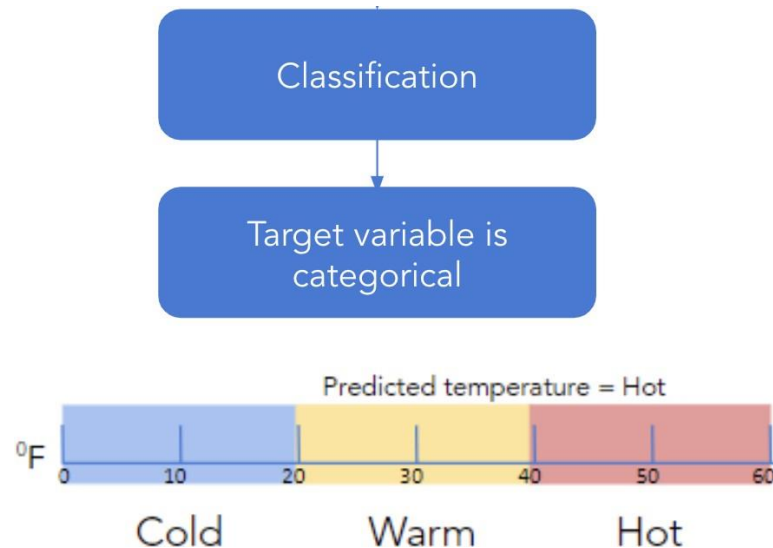 Classification
Target variable is
categorical
Predicted temperature = Hot
⁰F
0 10 20 30 40 50 60
Cold Warm Hot